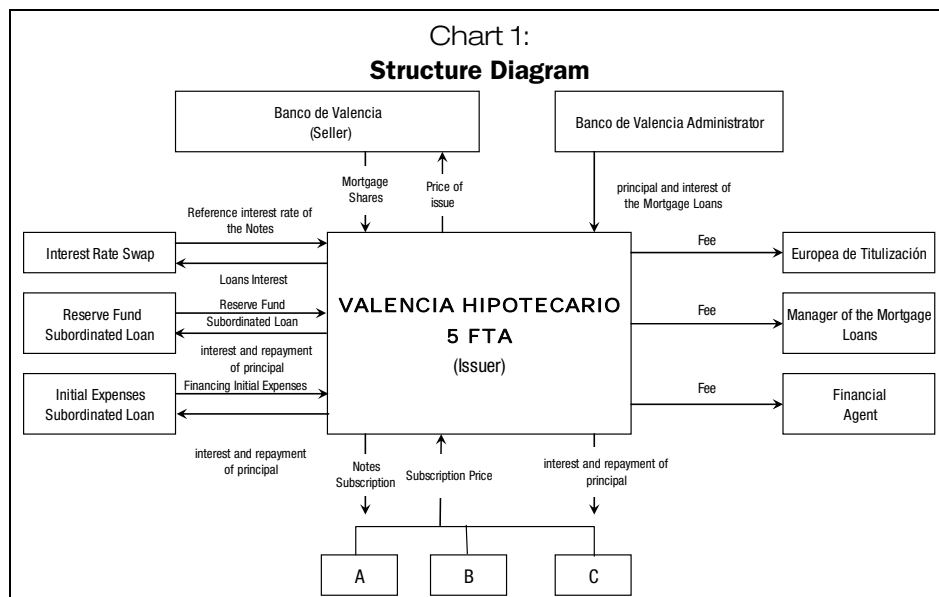 Chart 1:
Structure Diagram
Banco de Valencia
(Seller)
Banco de Valencia Administrator
Mortgage
Shares
Price of
issue
principal and interest of
the Mortgage Loans
Reference interest rate of
the Notes
Interest Rate Swap
Loans Interest
Fee
Europea de Titulización
Reserve Fund
Subordinated Loan
Reserve Fund
Subordinated Loan
interest and repayment
of principal
VALENCIA HIPOTECARIO
5 FTA
(Issuer)
Fee
Manager of the Mortgage
Loans
Initial Expenses
Subordinated Loan
Financing Initial Expenses
interest and repayment
of principal
Fee
Financial
Agent
Notes
Subscription
Subscription Price
interest and repayment of
principal
A
B
C